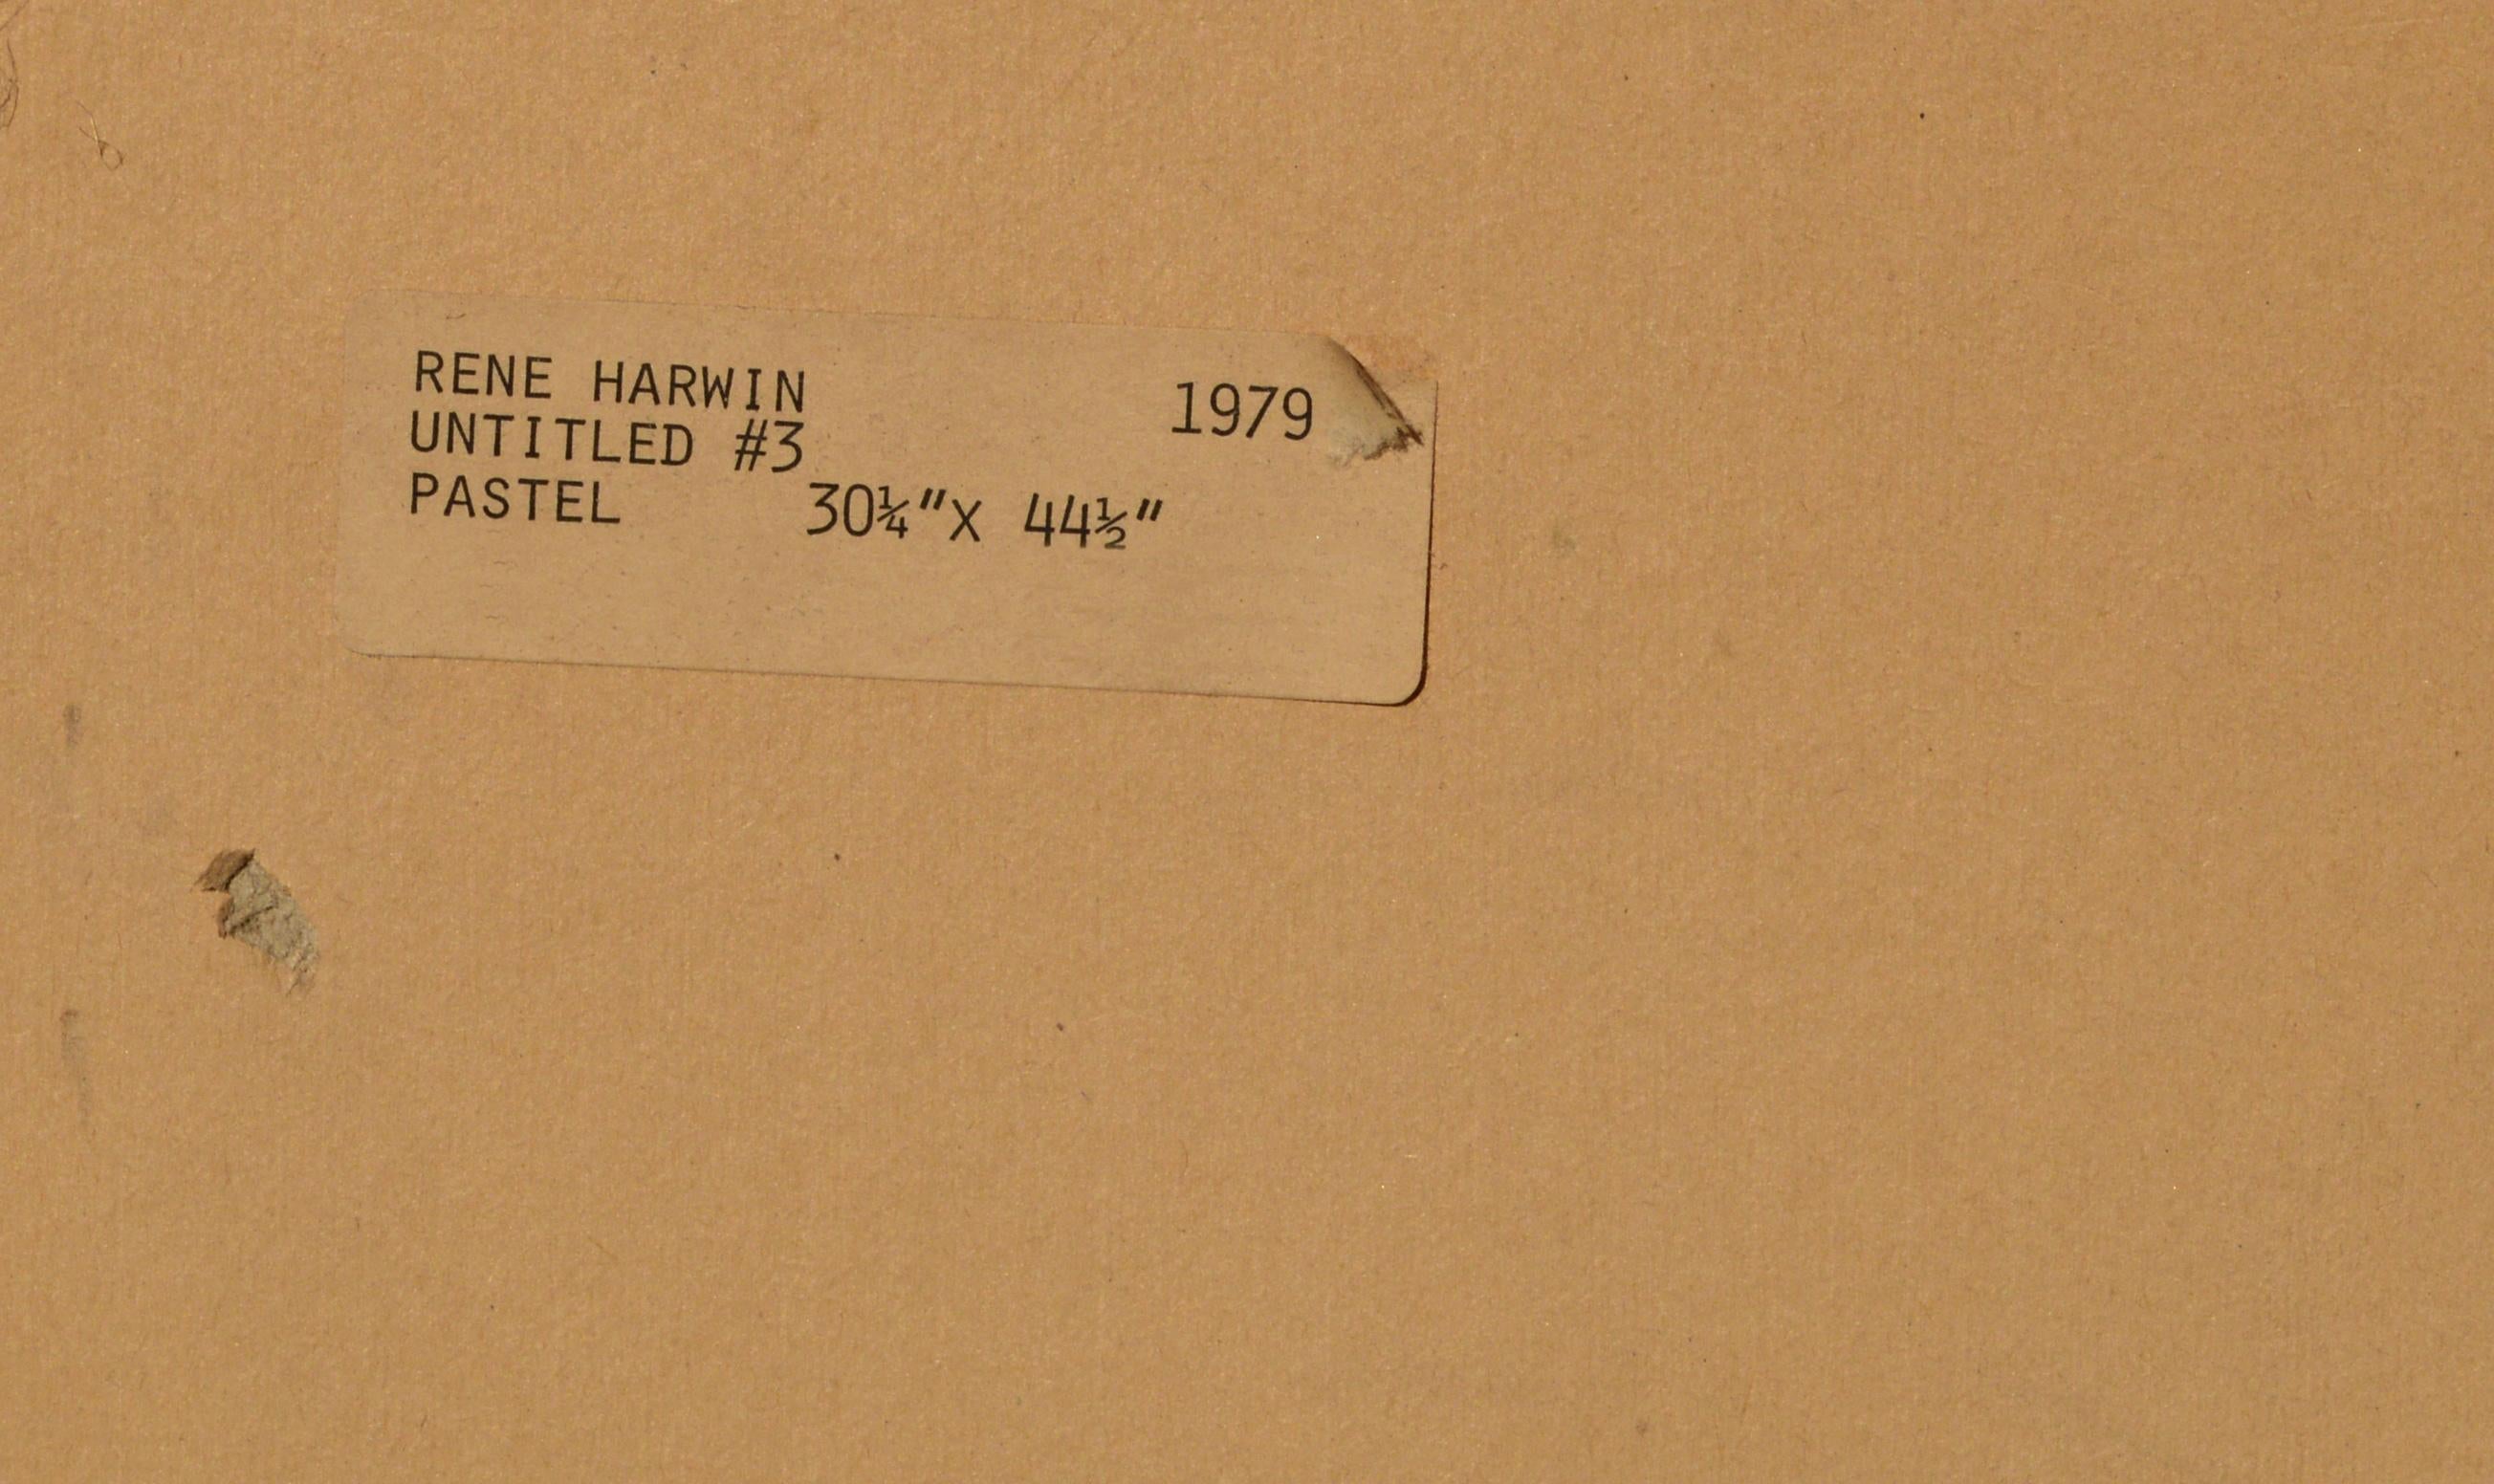 RENE HARWIN 1979
UNTITLED #3
PASTEL 30¼"X 44½"